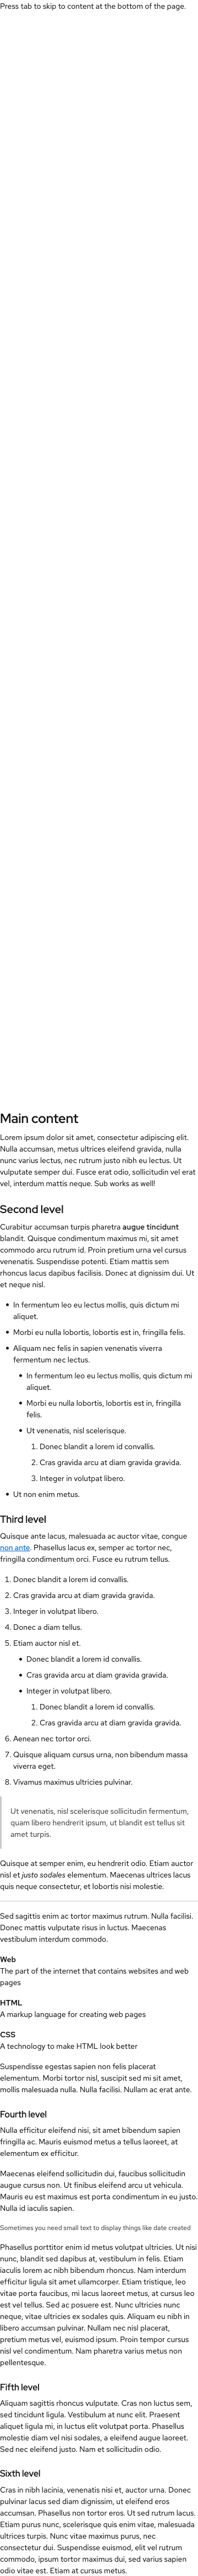 Press tab to skip to content at the bottom of the page.
Main content
Lorem ipsum dolor sit amet, consectetur adipiscing elit.
Nulla accumsan, metus ultrices eleifend gravida, nulla
nunc varius lectus, nec rutrum justo nibh eu lectus. Ut
vulputate semper dui. Fusce erat odio, sollicitudin vel erat
vel, interdum mattis neque. Sub works as well!
Second level
Curabitur accumsan turpis pharetra augue tincidunt
blandit. Quisque condimentum maximus mi, sit amet
commodo arcu rutrum id. Proin pretium urna vel cursus
venenatis. Suspendisse potenti. Etiam mattis sem
rhoncus lacus dapibus facilisis. Donec at dignissim dui. Ut
et neque nisl.
• In fermentum leo eu lectus mollis, quis dictum mi
aliquet.
• Morbi eu nulla lobortis, lobortis est in, fringilla felis.
• Aliquam nec felis in sapien venenatis viverra
fermentum nec lectus.
• In fermentum leo eu lectus mollis, quis dictum mi
aliquet.
• Morbi eu nulla lobortis, lobortis est in, fringilla
felis.
• Ut venenatis, nisl scelerisque.
1. Donec blandit a lorem id convallis.
2. Cras gravida arcu at diam gravida gravida.
3. Integer in volutpat libero.
• Ut non enim metus.
Third level
Quisque ante lacus, malesuada ac auctor vitae, congue
non ante. Phasellus lacus ex, semper ac tortor nec,
fringilla condimentum orci. Fusce eu rutrum tellus.
1. Donec blandit a lorem id convallis.
2. Cras gravida arcu at diam gravida gravida.
3. Integer in volutpat libero.
4. Donec a diam tellus.
5. Etiam auctor nisl et.
• Donec blandit a lorem id convallis.
• Cras gravida arcu at diam gravida gravida.
• Integer in volutpat libero.
1. Donec blandit a lorem id convallis.
2. Cras gravida arcu at diam gravida gravida.
6. Aenean nec tortor orci.
7. Quisque aliquam cursus urna, non bibendum massa
viverra eget.
8. Vivamus maximus ultricies pulvinar.
Ut venenatis, nisl scelerisque sollicitudin fermentum,
quam libero hendrerit ipsum, ut blandit est tellus sit
amet turpis.
Quisque at semper enim, eu hendrerit odio. Etiam auctor
nisl et justo sodales elementum. Maecenas ultrices lacus
quis neque consectetur, et lobortis nisi molestie.
Sed sagittis enim ac tortor maximus rutrum. Nulla facilisi.
Donec mattis vulputate risus in luctus. Maecenas
vestibulum interdum commodo.
Web
The part of the internet that contains websites and web
pages
HTML
A markup language for creating web pages
CSS
A technology to make HTML look better
Suspendisse egestas sapien non felis placerat
elementum. Morbi tortor nisl, suscipit sed mi sit amet,
mollis malesuada nulla. Nulla facilisi. Nullam ac erat ante.
Fourth level
Nulla efficitur eleifend nisi, sit amet bibendum sapien
fringilla ac. Mauris euismod metus a tellus laoreet, at
elementum ex efficitur.
Maecenas eleifend sollicitudin dui, faucibus sollicitudin
augue cursus non. Ut finibus eleifend arcu ut vehicula.
Mauris eu est maximus est porta condimentum in eu justo.
Nulla id iaculis sapien.
Sometimes you need small text to display things like date created
Phasellus porttitor enim id metus volutpat ultricies. Ut nisi
nunc, blandit sed dapibus at, vestibulum in felis. Etiam
iaculis lorem ac nibh bibendum rhoncus. Nam interdum
efficitur ligula sit amet ullamcorper. Etiam tristique, leo
vitae porta faucibus, mi lacus laoreet metus, at cursus leo
est vel tellus. Sed ac posuere est. Nunc ultricies nunc
neque, vitae ultricies ex sodales quis. Aliquam eu nibh in
libero accumsan pulvinar. Nullam nec nisl placerat,
pretium metus vel, euismod ipsum. Proin tempor cursus
nisl vel condimentum. Nam pharetra varius metus non
pellentesque.
Fifth level
Aliquam sagittis rhoncus vulputate. Cras non luctus sem,
sed tincidunt ligula. Vestibulum at nunc elit. Praesent
aliquet ligula mi, in luctus elit volutpat porta. Phasellus
molestie diam vel nisi sodales, a eleifend augue laoreet.
Sed nec eleifend justo. Nam et sollicitudin odio.
Sixth level
Cras in nibh lacinia, venenatis nisi et, auctor urna. Donec
pulvinar lacus sed diam dignissim, ut eleifend eros
accumsan. Phasellus non tortor eros. Ut sed rutrum lacus.
Etiam purus nunc, scelerisque quis enim vitae, malesuada
ultrices turpis. Nunc vitae maximus purus, nec
consectetur dui. Suspendisse euismod, elit vel rutrum
commodo, ipsum tortor maximus dui, sed varius sapien
odio vitae est. Etiam at cursus metus.